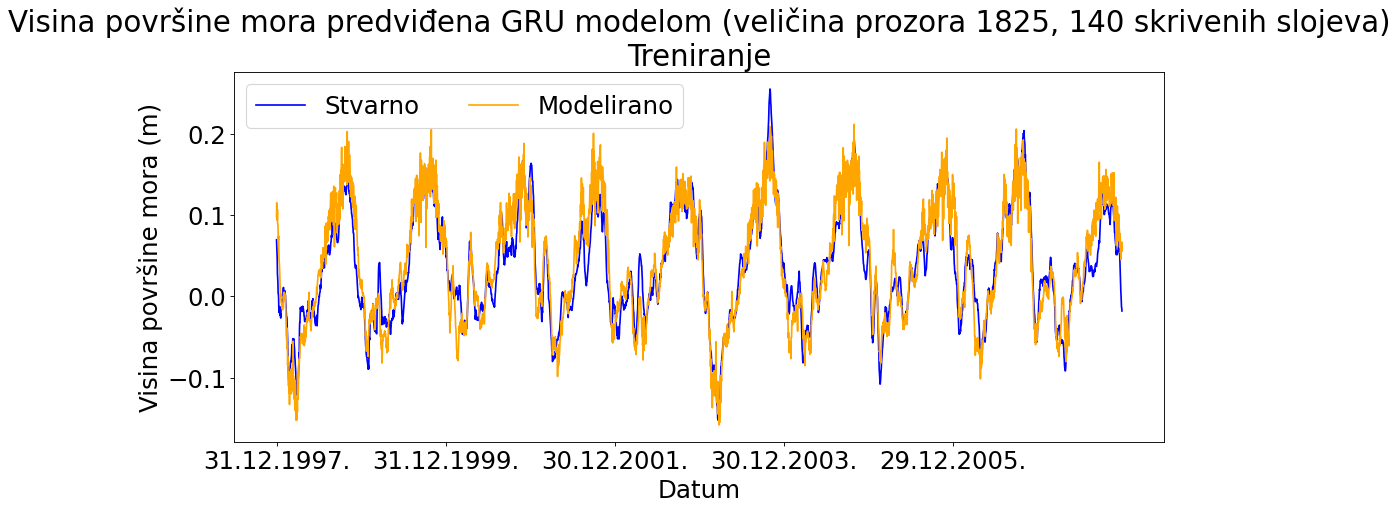 Visina površine mora predviđena GRU modelom (veličina prozora 1825, 140 skrivenih slojeva)
Treniranje
Stvarno
Modelirano
Visina površine mora (m)
0.2
0.1
0.0
−0.1
31.12.1997.
31.12.1999.
30.12.2001.
30.12.2003.
29.12.2005.
Datum